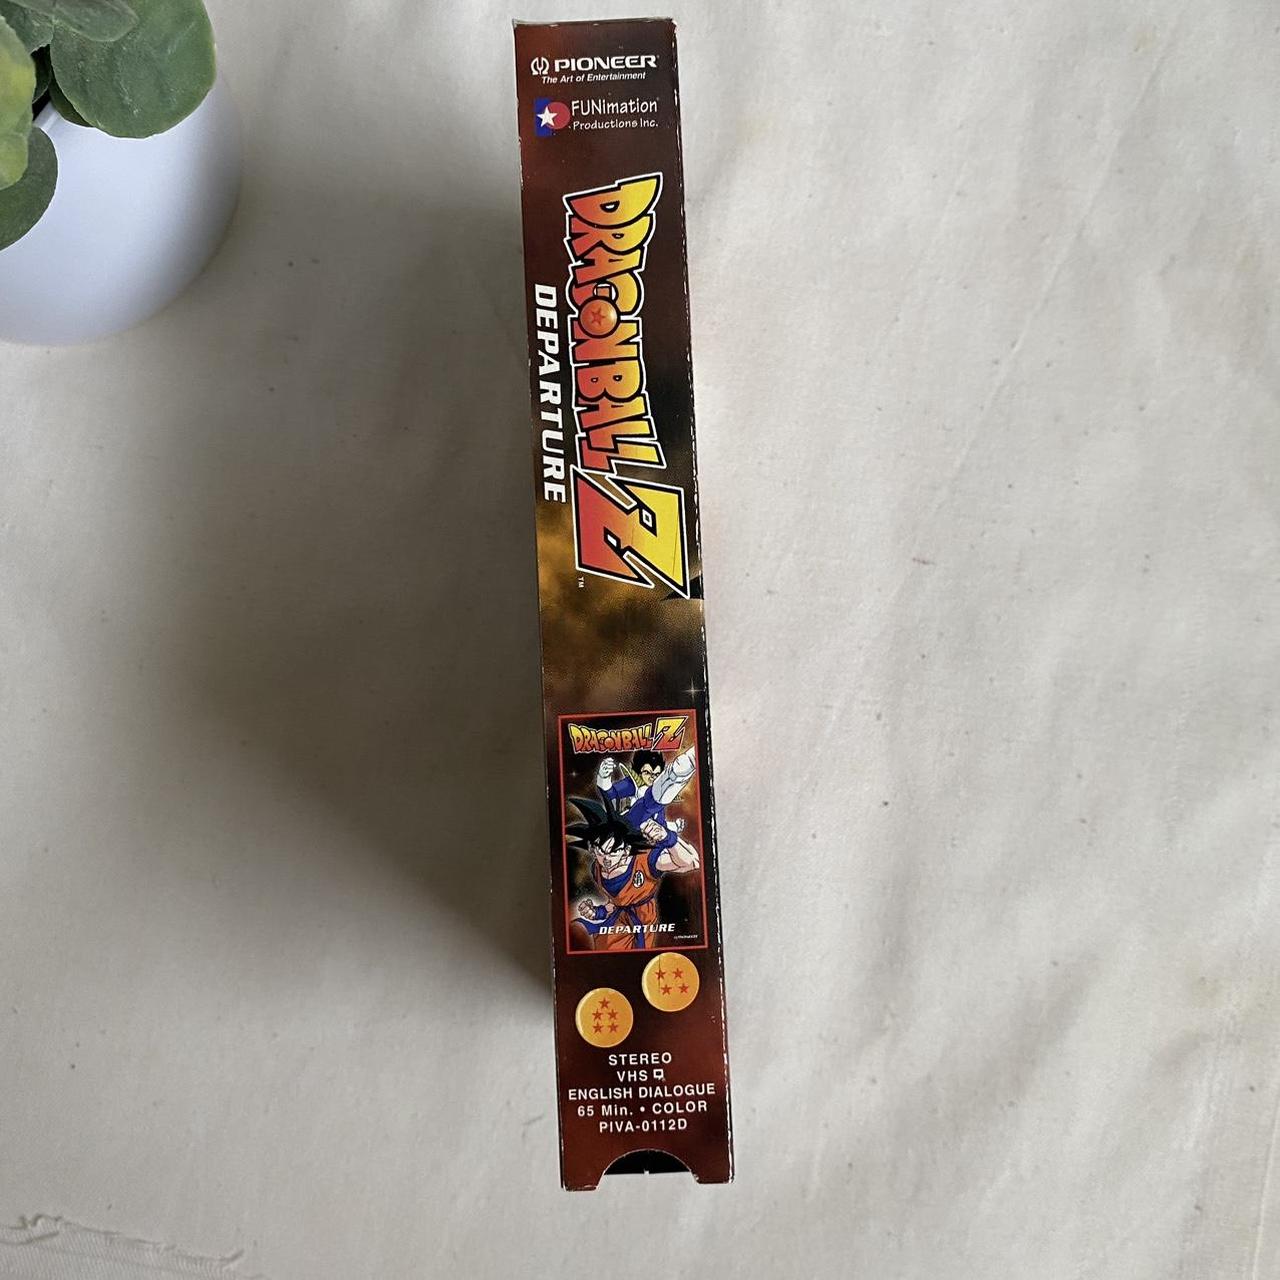 PIONEER
The Art of Entertainment
FUNimation
Productions Inc.
DRAGONBALL Z
TM
DEPARTURE
DRAGONBALL Z
DEPARTURE
STEREO
VHS
ENGLISH DIALOGUE
65 Min. • COLOR
PIVA-0112D